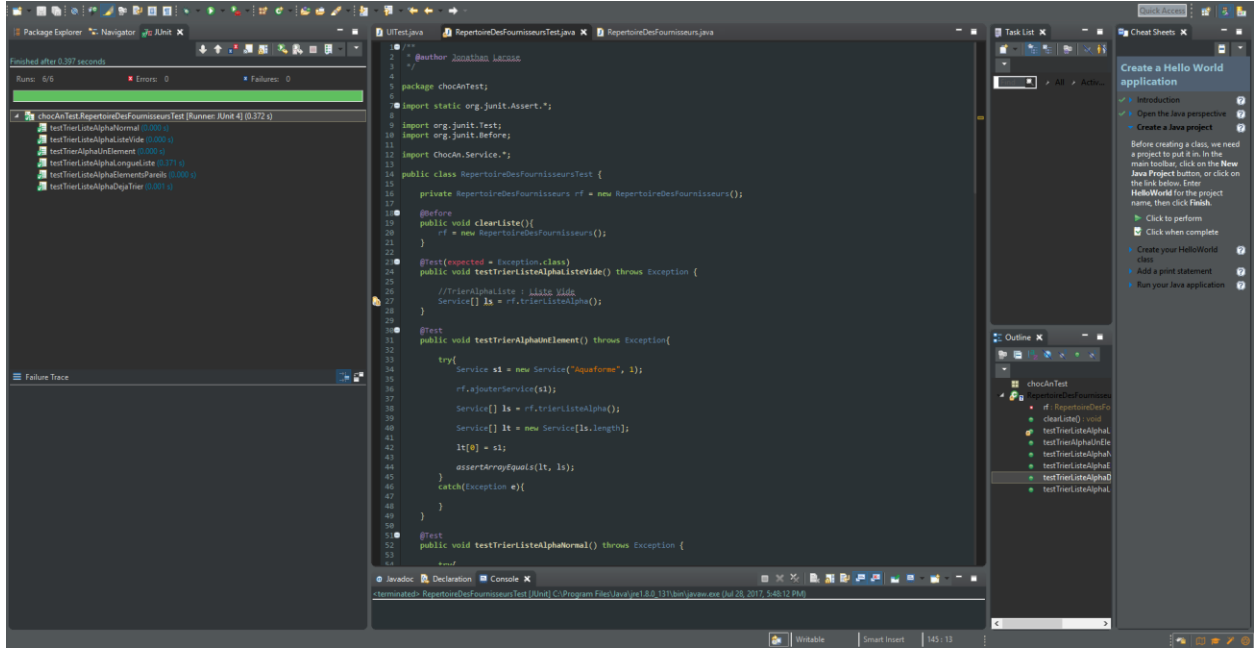 Quick Access
Package Explorer
Navigator
JUnit
Finished after 0.397 seconds
Runs: 6/6
Errors: 0
Failures: 0
chocAnTest.RepertoireDesFournisseursTest [Runner: JUnit 4] (0.372 s)
testTrierListeAlphaNormal (0.000 s)
testTrierListeAlphaListeVide (0.000 s)
testTrierAlphaUnElement (0.000 s)
testTrierListeAlphaLongueListe (0.371 s)
testTrierListeAlphaElementsPareils (0.000 s)
testTrierListeAlphaDejaTrier (0.001 s)
Failure Trace
UITest.java
RepertoireDesFournisseursTest.java
RepertoireDesFournisseurs.java
1 /**
2 * @author Jonathan Larose
3 */
4
5 package chocAnTest;
6
7 import static org.junit.Assert.*;
8
9 import org.junit.Test;
10 import org.junit.Before;
11
12 import ChocAn.Service.*;
13
14 public class RepertoireDesFournisseursTest {
15
16 private RepertoireDesFournisseurs rf = new RepertoireDesFournisseurs();
17
18 @Before
19 public void clearListe(){
20 rf = new RepertoireDesFournisseurs();
21 }
22
23 @Test(expected = Exception.class)
24 public void testTrierListeAlphaListeVide() throws Exception {
25
26 //TrierAlphaListe : Liste Vide
27 Service[] ls = rf.trierListeAlpha();
28 }
29
30 @Test
31 public void testTrierAlphaUnElement() throws Exception{
32
33 try{
34 Service s1 = new Service("Aquaforme", 1);
35
36 rf.ajouterService(s1);
37
38 Service[] ls = rf.trierListeAlpha();
39
40 Service[] lt = new Service[ls.length];
41
42 lt[0] = s1;
43
44 assertArrayEquals(lt, ls);
45 }
46 catch(Exception e){
47
48 }
49 }
50
51 @Test
52 public void testTrierListeAlphaNormal() throws Exception {
53
54 try{
Javadoc
Declaration
Console
<terminated> RepertoireDesFournisseursTest [JUnit] C:\Program Files\Java\jre1.8.0_131\bin\javaw.exe (Jul 28, 2017, 5:48:12 PM)
Task List
All
Activ...
Outline
chocAnTest
RepertoireDesFournisseu
rf : RepertoireDesFo
clearListe() : void
testTrierListeAlphaL
testTrierAlphaUnEle
testTrierListeAlphaN
testTrierListeAlphaE
testTrierListeAlphaD
testTrierListeAlphaL
Cheat Sheets
Create a Hello World
application
Introduction
Open the Java perspective
Create a Java project
Before creating a class, we need
a project to put it in. In the
main toolbar, click on the New
Java Project button, or click on
the link below. Enter
HelloWorld for the project
name, then click Finish.
Click to perform
Click when complete
Create your HelloWorld
class
Add a print statement
Run your Java application
Writable
Smart Insert
145 : 13